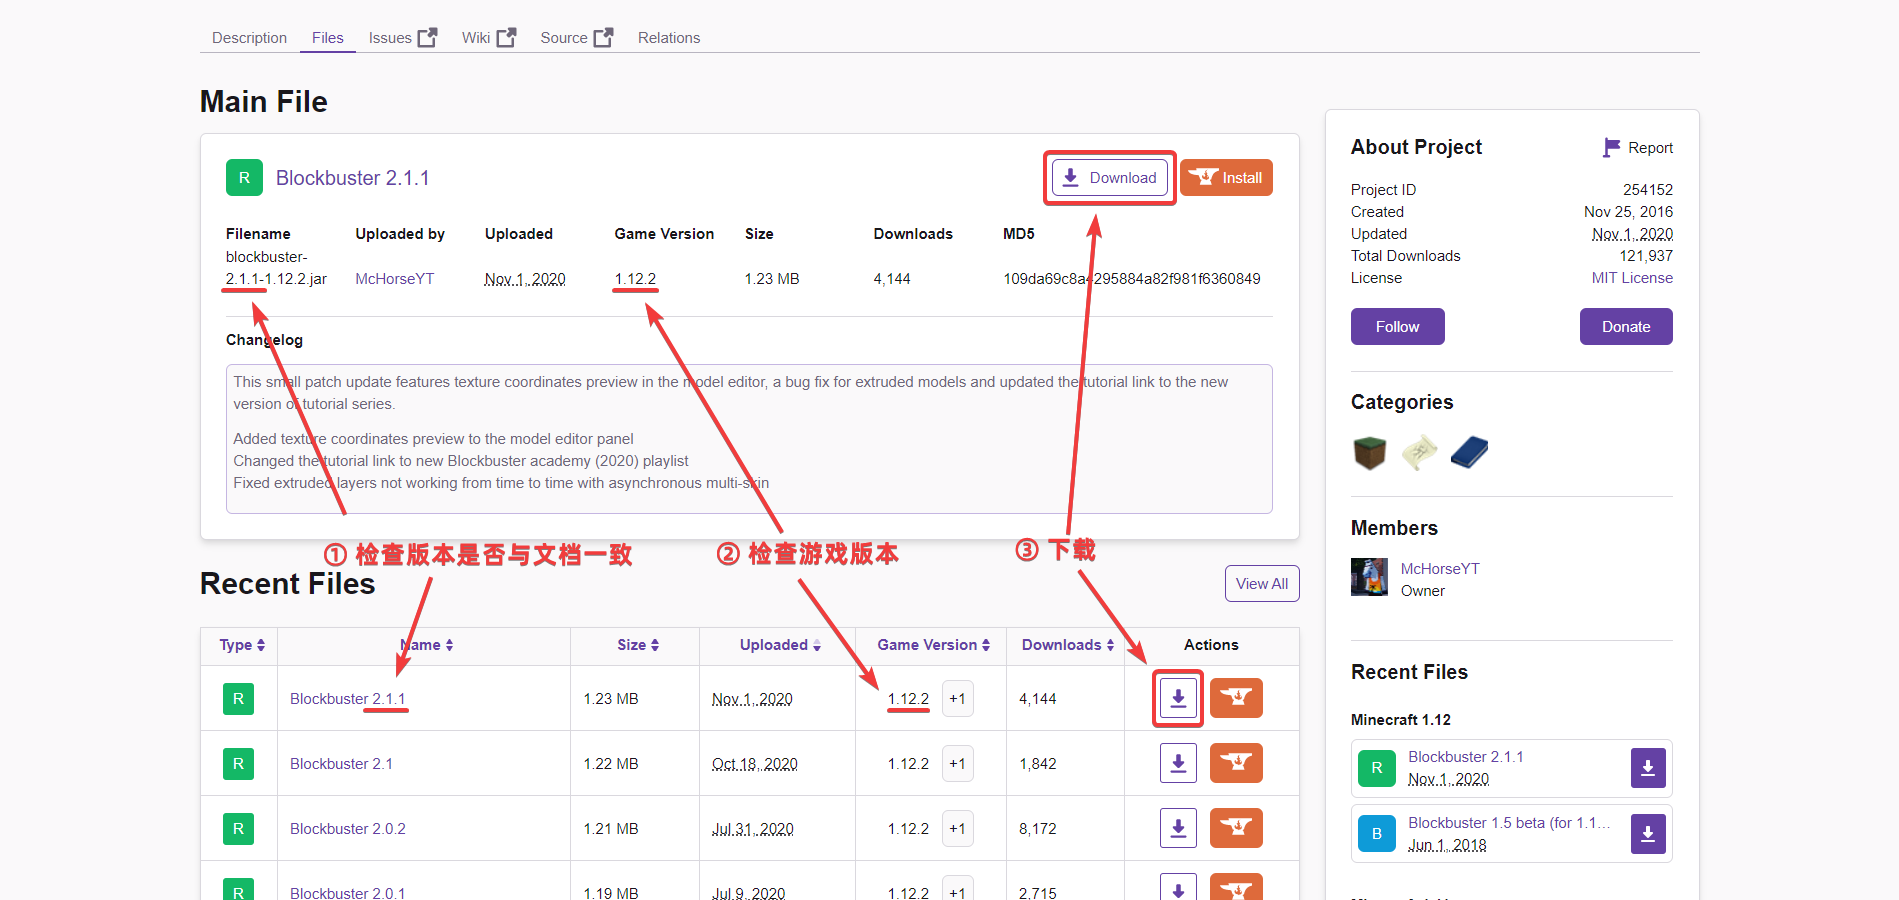 Description Files Issues Wiki Source Relations
Main File
R Blockbuster 2.1.1 Download Install
Filename Uploaded by Uploaded Game Version Size Downloads MD5
blockbuster-
2.1.1-1.12.2.jar McHorseYT Nov 1, 2020 1.12.2 1.23 MB 4,144 109da69c8a4295884a82f981f6360849
Changelog
This small patch update features texture coordinates preview in the model editor, a bug fix for extruded models and updated the tutorial link to the new
version of tutorial series.
Added texture coordinates preview to the model editor panel
Changed the tutorial link to new Blockbuster academy (2020) playlist
Fixed extruded layers not working from time to time with asynchronous multi-skin
① 检查版本是否与文档一致 ② 检查游戏版本 ③ 下载
Recent Files View All
Type Name Size Uploaded Game Version Downloads Actions
R Blockbuster 2.1.1 1.23 MB Nov 1, 2020 1.12.2 +1 4,144
R Blockbuster 2.1 1.22 MB Oct 18, 2020 1.12.2 +1 1,842
R Blockbuster 2.0.2 1.21 MB Jul 31, 2020 1.12.2 +1 8,172
R Blockbuster 2.0.1 1.19 MB Jul 9, 2020 1.12.2 +1 2,715
About Project Report
Project ID 254152
Created Nov 25, 2016
Updated Nov 1, 2020
Total Downloads 121,937
License MIT License
Follow Donate
Categories
Members
McHorseYT
Owner
Recent Files
Minecraft 1.12
R Blockbuster 2.1.1
Nov 1, 2020
B Blockbuster 1.5 beta (for 1.1...
Jun 1, 2018